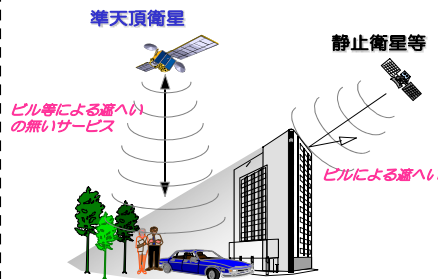 準天頂衛星
静止衛星等
ビル等による遮へい
の無いサービス
ビルによる遮へい